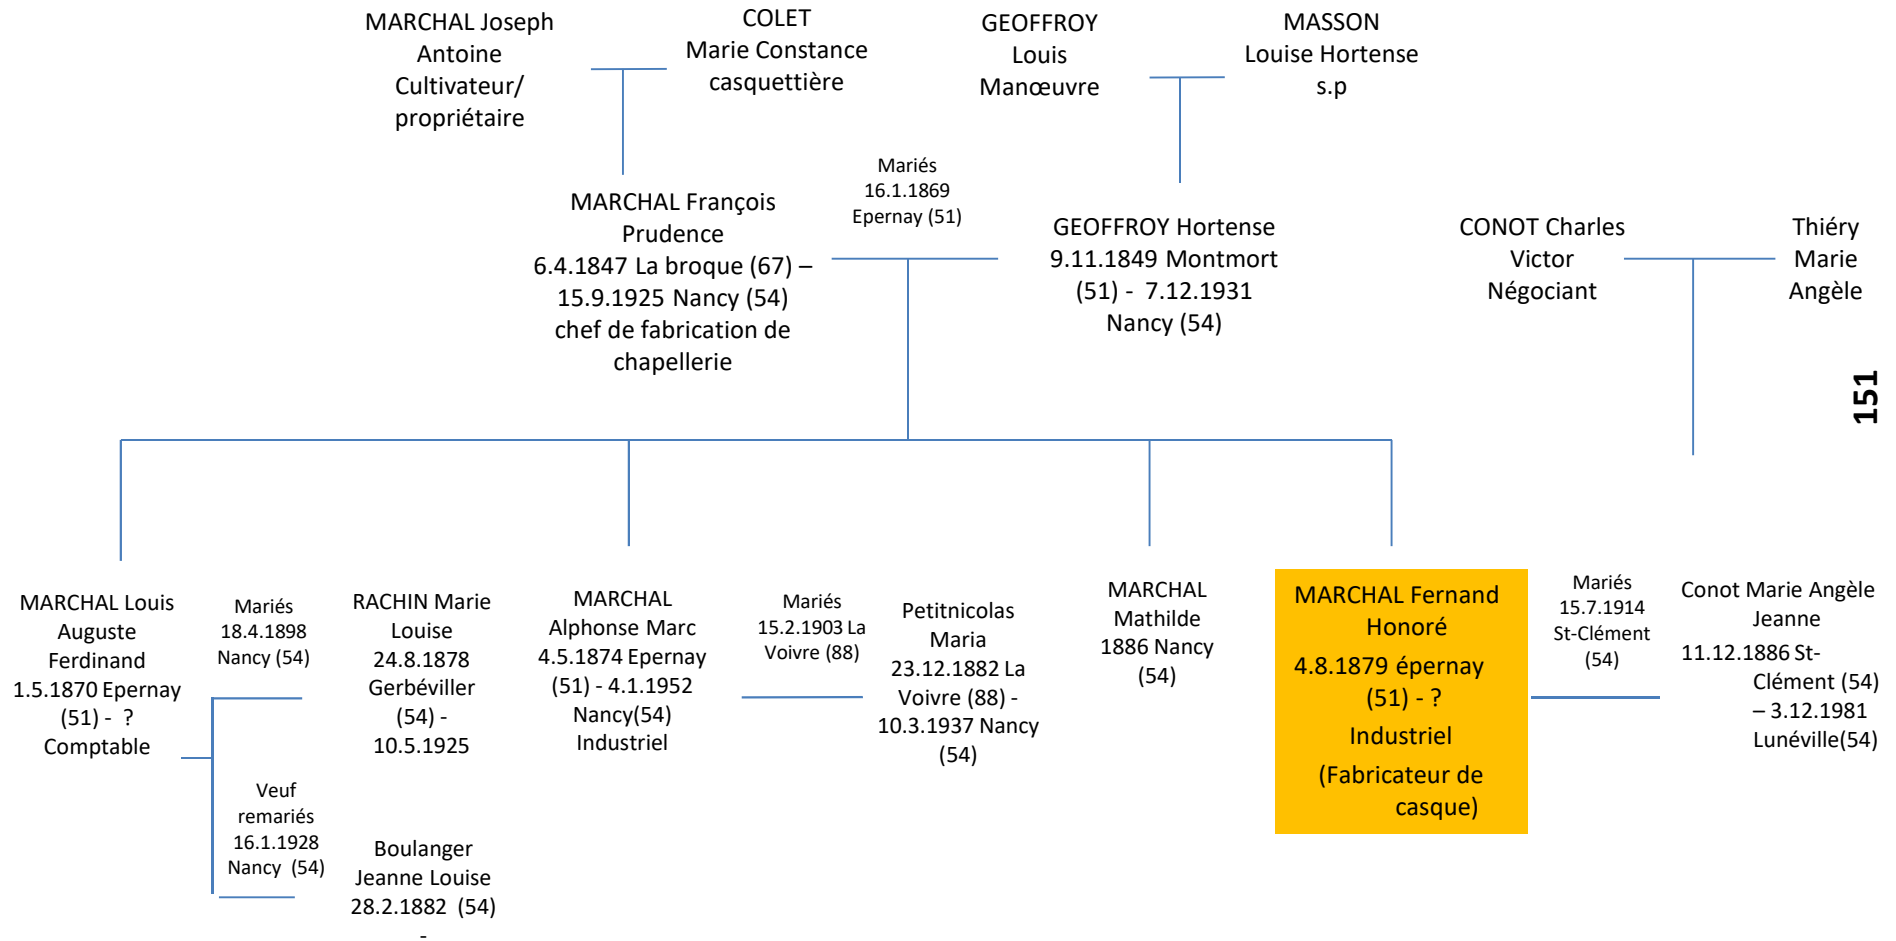 MARCHAL Joseph
Antoine
Cultivateur/
propriétaire
COLET
Marie Constance
casquettière
GEOFFROY
Louis
Manœuvre
MASSON
Louise Hortense
s.p
MARCHAL François
Prudence
6.4.1847 La broque (67) –
15.9.1925 Nancy (54)
chef de fabrication de
chapellerie
Mariés
16.1.1869
Epernay (51)
GEOFFROY Hortense
9.11.1849 Montmort
(51) - 7.12.1931
Nancy (54)
CONOT Charles
Victor
Négociant
Thiéry
Marie
Angèle
151
MARCHAL Louis
Auguste
Ferdinand
1.5.1870 Epernay
(51) - ?
Comptable
Mariés
18.4.1898
Nancy (54)
RACHIN Marie
Louise
24.8.1878
Gerbéviller
(54) -
10.5.1925
Veuf
remariés
16.1.1928
Nancy (54)
Boulanger
Jeanne Louise
28.2.1882 (54)
-
MARCHAL
Alphonse Marc
4.5.1874 Epernay
(51) - 4.1.1952
Nancy(54)
Industriel
Mariés
15.2.1903 La
Voivre (88)
Petitnicolas
Maria
23.12.1882 La
Voivre (88) -
10.3.1937 Nancy
(54)
MARCHAL
Mathilde
1886 Nancy
(54)
MARCHAL Fernand
Honoré
4.8.1879 épernay
(51) - ?
Industriel
(Fabricateur de
casque)
Mariés
15.7.1914
St-Clément
(54)
Conot Marie Angèle
Jeanne
11.12.1886 St-
Clément (54)
– 3.12.1981
Lunéville(54)